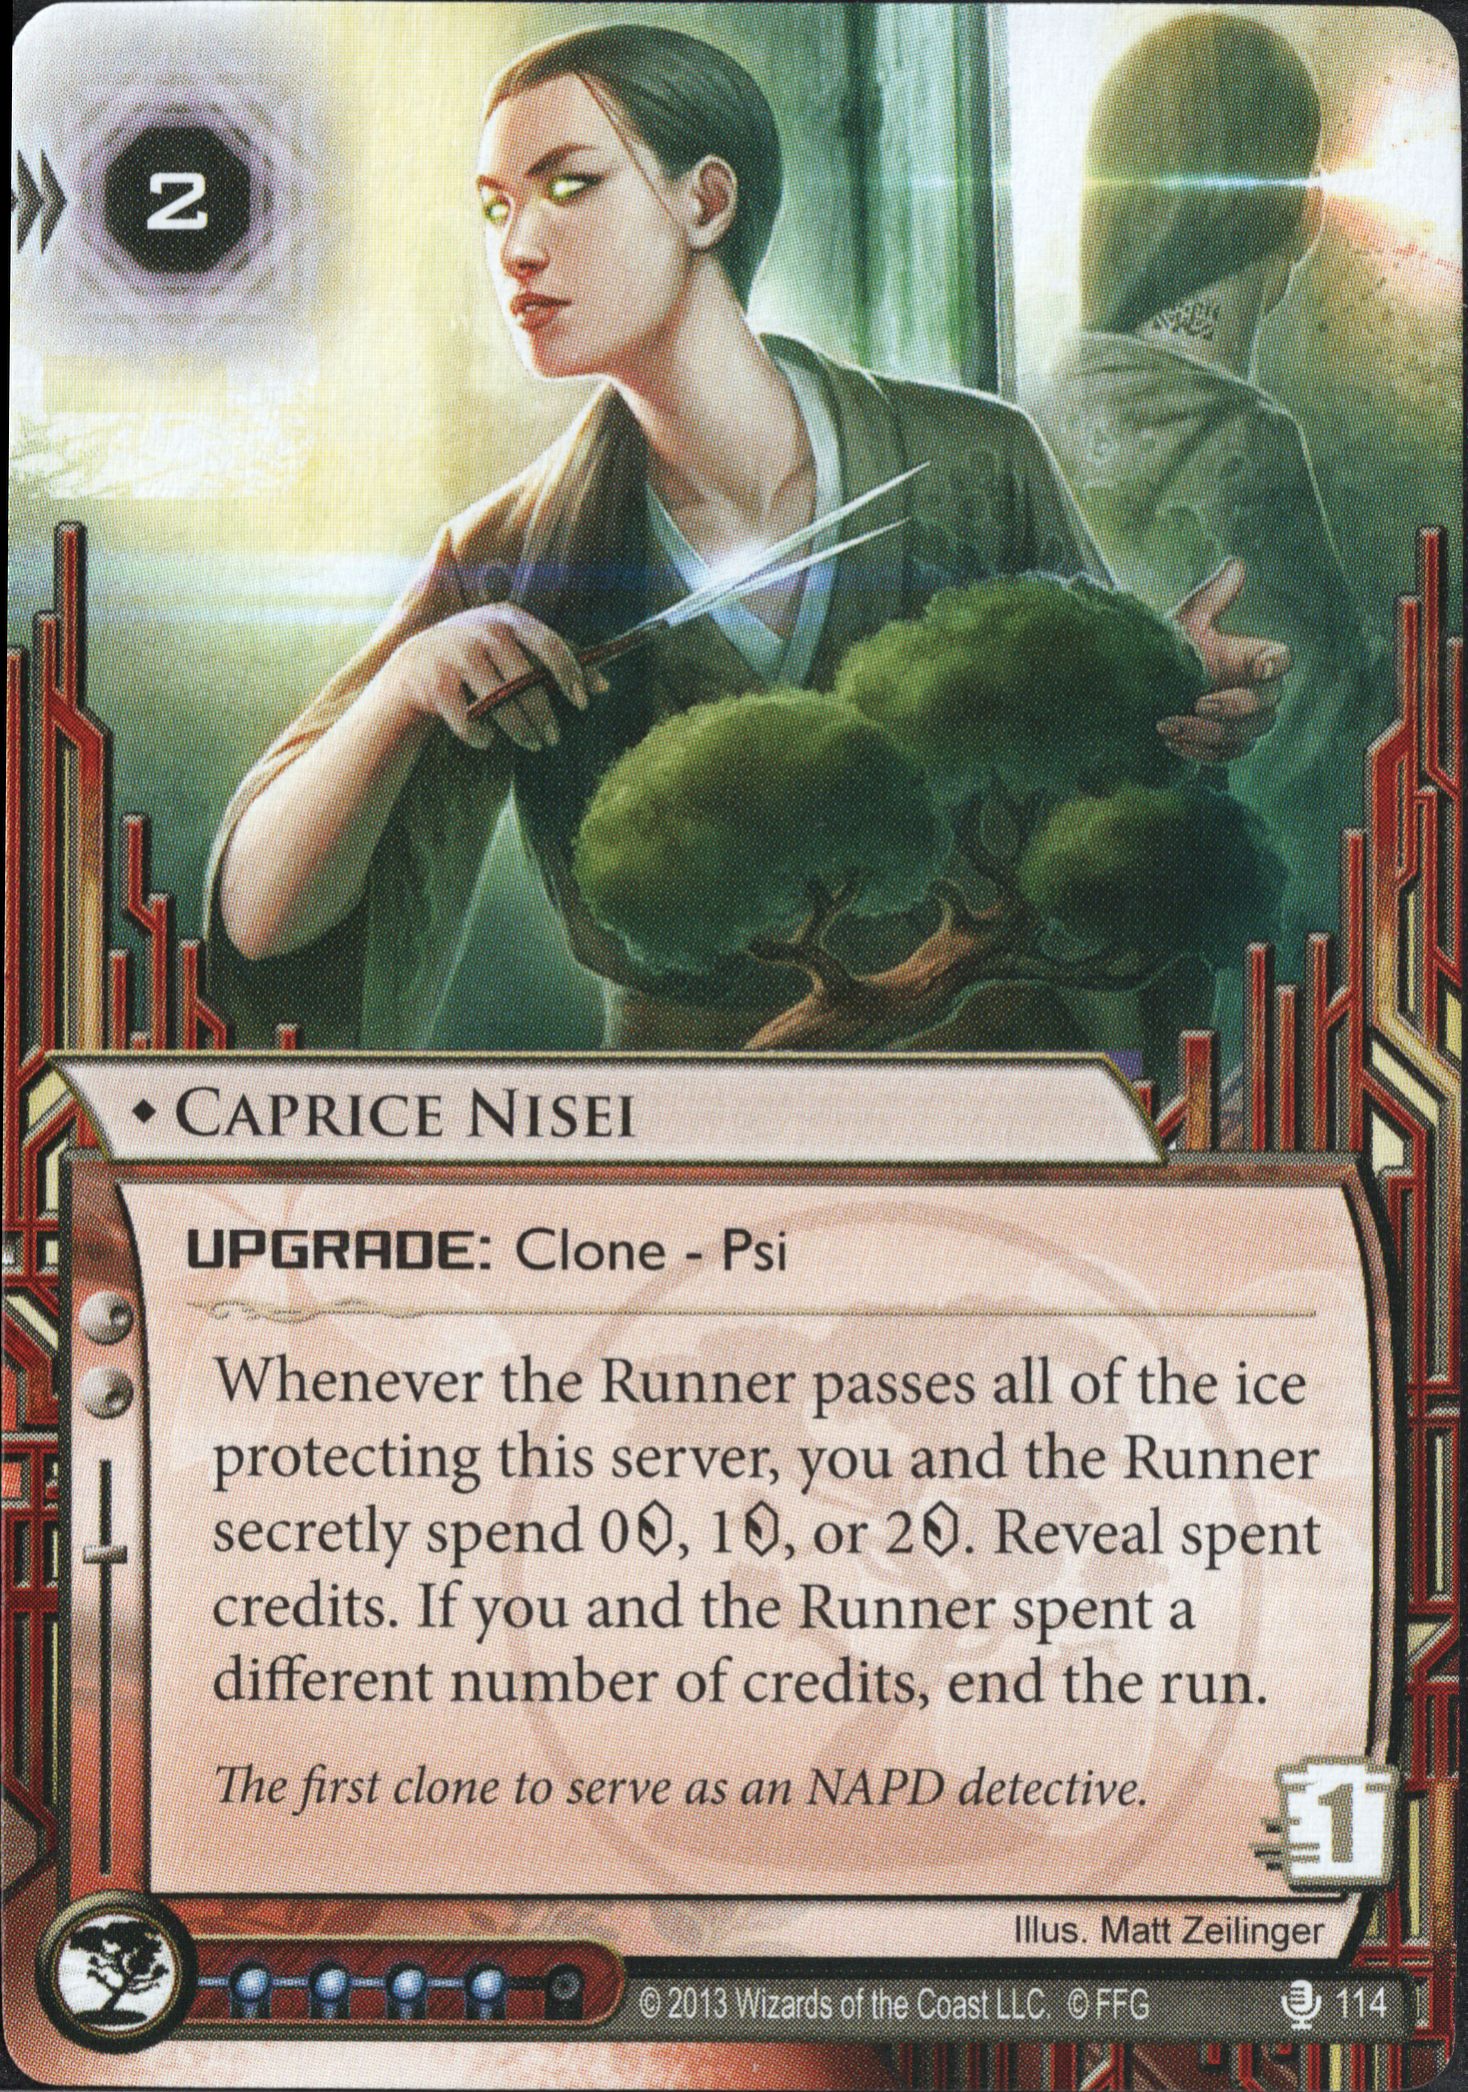 2
◆ CAPRICE NISEI
UPGRADE: Clone - Psi
Whenever the Runner passes all of the ice
protecting this server, you and the Runner
secretly spend 0, 1, or 2. Reveal spent
credits. If you and the Runner spent a
different number of credits, end the run.
The first clone to serve as an NAPD detective.
1
Illus. Matt Zeilinger
© 2013 Wizards of the Coast LLC. © FFG
114